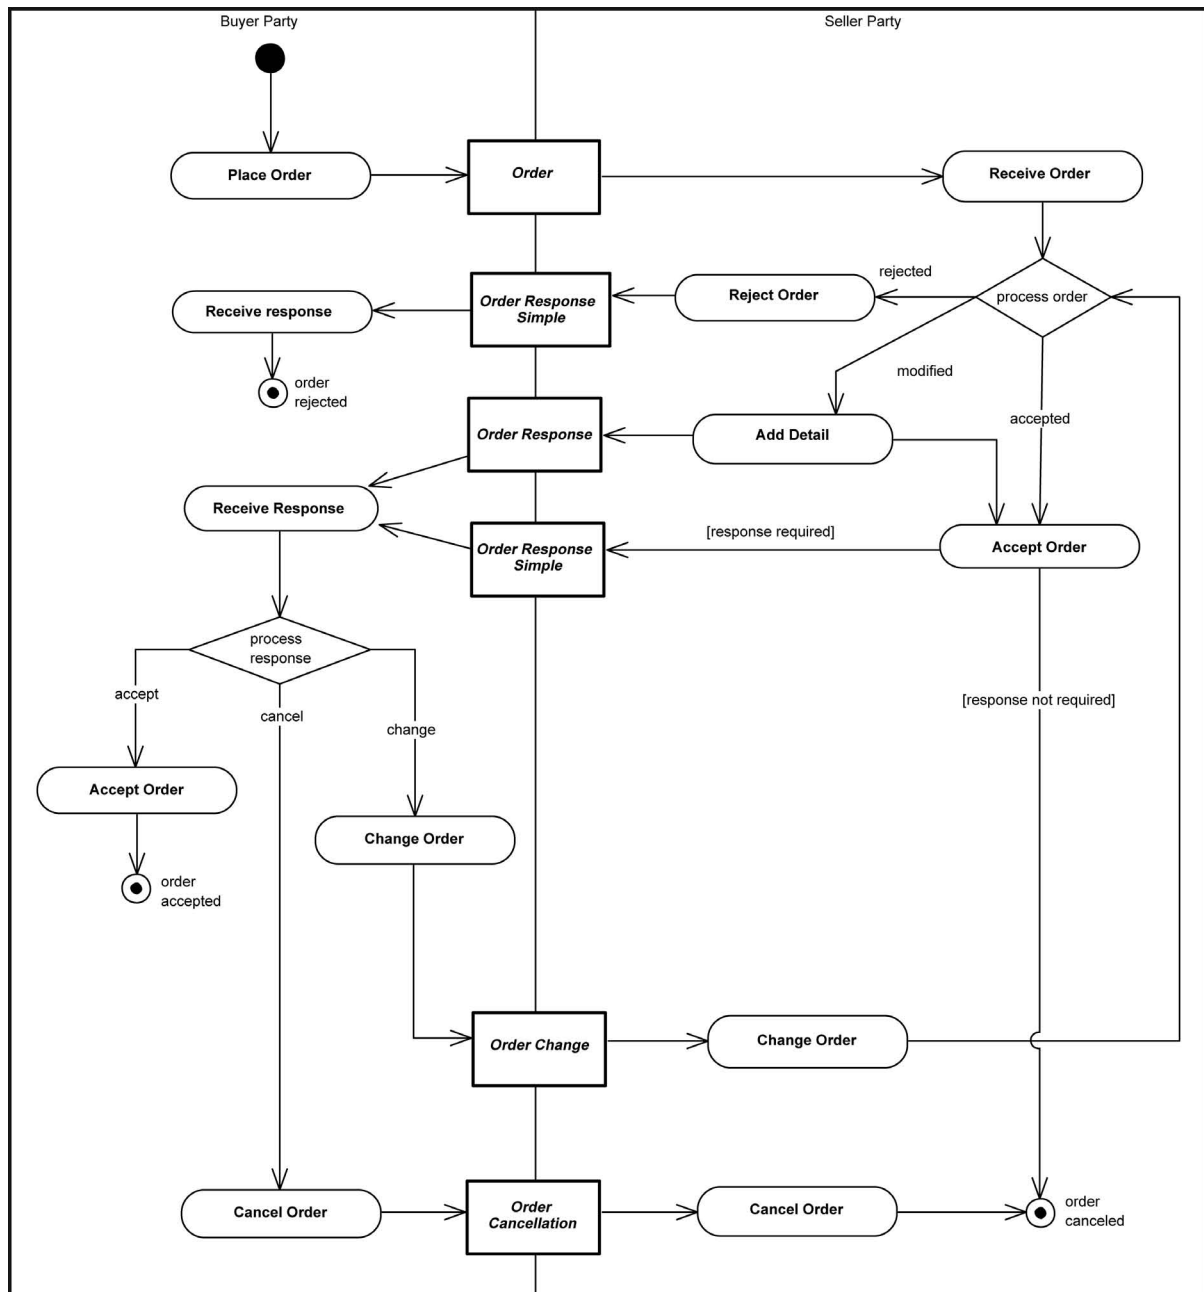 Buyer Party
Seller Party
Place Order
Order
Receive Order
rejected
Reject Order
process order
Order Response
Simple
Receive response
order
rejected
modified
accepted
Add Detail
Order Response
Receive Response
[response required]
Order Response
Simple
Accept Order
process
response
accept
cancel
change
[response not required]
Accept Order
Change Order
order
accepted
Order Change
Change Order
Cancel Order
Order
Cancellation
Cancel Order
order
canceled